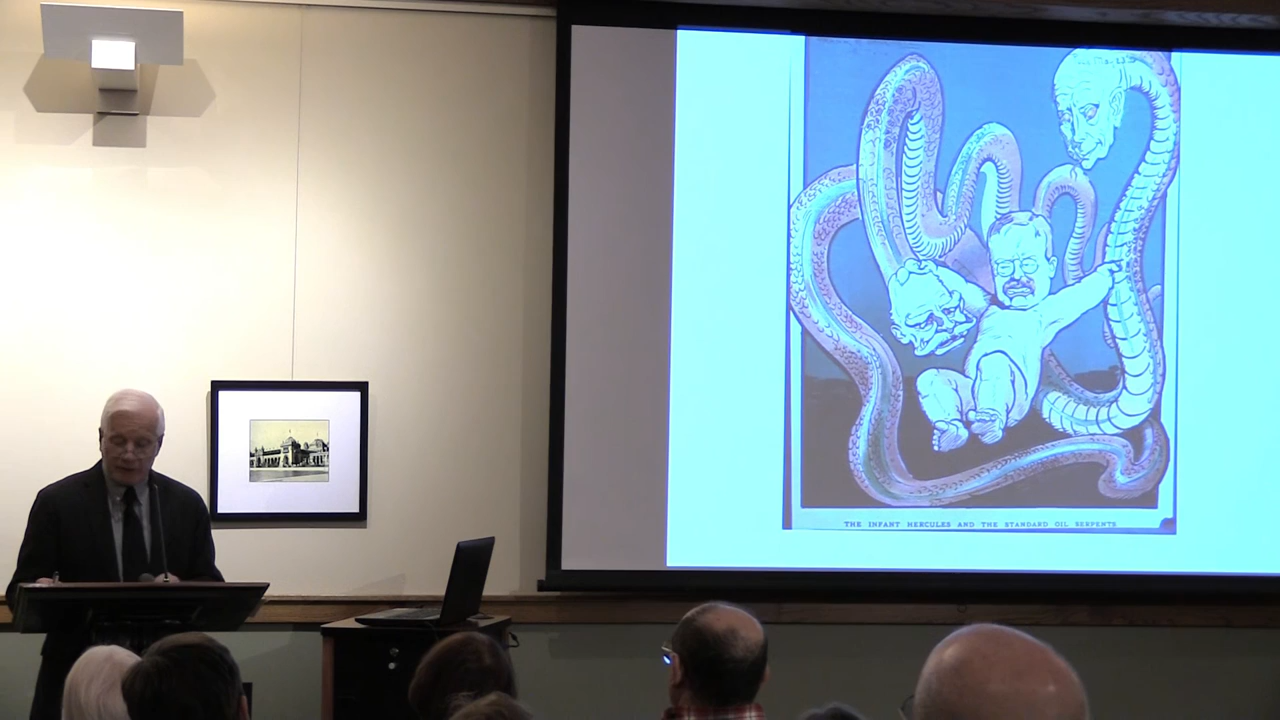 THE INFANT HERCULES AND THE STANDARD OIL SERPENTS